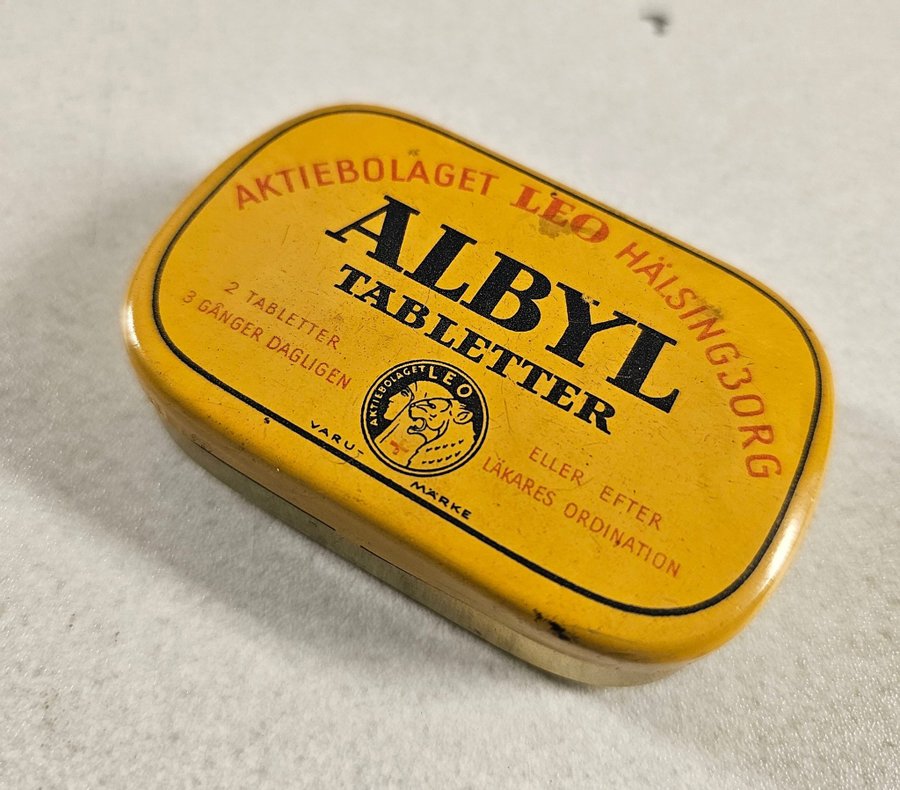 AKTIEBOLAGET LEO HÄLSINGBORG
ALBYL
TABLETTER
2 TABLETTER
3 GÅNGER DAGLIGEN
AKTIEBOLAGET LEO
VARU- MÄRKE
ELLER EFTER
LÄKARES ORDINATION